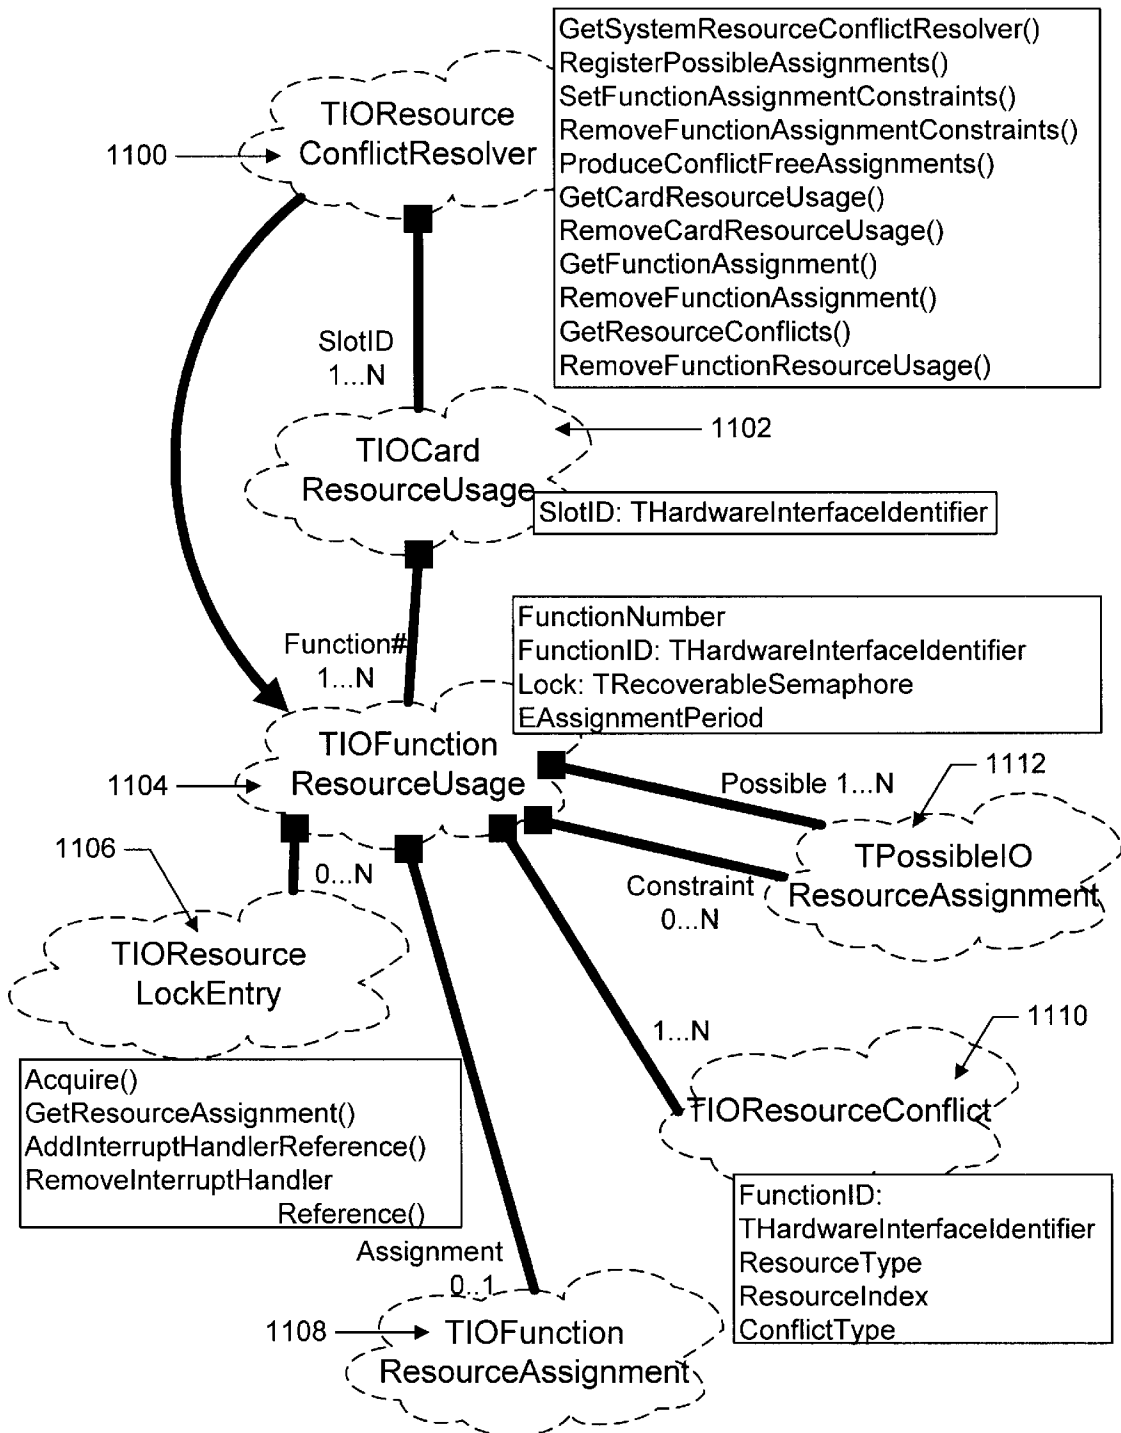 GetSystemResourceConflictResolver()
RegisterPossibleAssignments()
SetFunctionAssignmentConstraints()
RemoveFunctionAssignmentConstraints()
ProduceConflictFreeAssignments()
GetCardResourceUsage()
RemoveCardResourceUsage()
GetFunctionAssignment()
RemoveFunctionAssignment()
GetResourceConflicts()
RemoveFunctionResourceUsage()
TIOResource
ConflictResolver
1100
SlotID
1...N
1102
TIOCard
ResourceUsage
SlotID: THardwareInterfaceIdentifier
Function#
1...N
FunctionNumber
FunctionID: THardwareInterfaceIdentifier
Lock: TRecoverableSemaphore
EAssignmentPeriod
TIOFunction
ResourceUsage
1104
Possible 1...N
1112
TPossibleIO
ResourceAssignment
Constraint
0...N
1106
0...N
TIOResource
LockEntry
Acquire()
GetResourceAssignment()
AddInterruptHandlerReference()
RemoveInterruptHandler
Reference()
1...N
1110
TIOResourceConflict
FunctionID:
THardwareInterfaceIdentifier
ResourceType
ResourceIndex
ConflictType
Assignment
0..1
1108
TIOFunction
ResourceAssignment